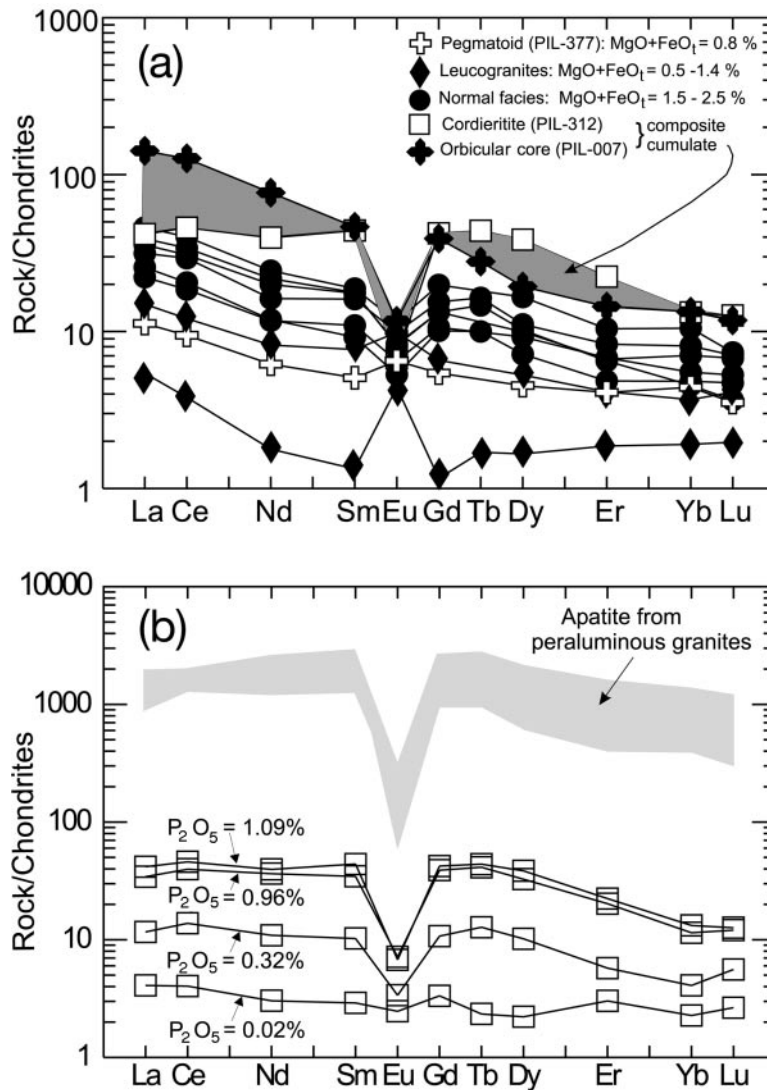 1000
(a)
Pegmatoid (PIL-377): MgO+FeOt= 0.8 %
Leucogranites: MgO+FeOt= 0.5 -1.4 %
Normal facies: MgO+FeOt= 1.5 - 2.5 %
Cordieritite (PIL-312)
Orbicular core (PIL-007)
} composite
cumulate
100
10
1
Rock/Chondrites
La Ce Nd Sm Eu Gd Tb Dy Er Yb Lu
10000
(b)
Apatite from
peraluminous granites
1000
100
10
1
Rock/Chondrites
P2O5 = 1.09%
P2O5 = 0.96%
P2O5 = 0.32%
P2O5 = 0.02%
La Ce Nd Sm Eu Gd Tb Dy Er Yb Lu